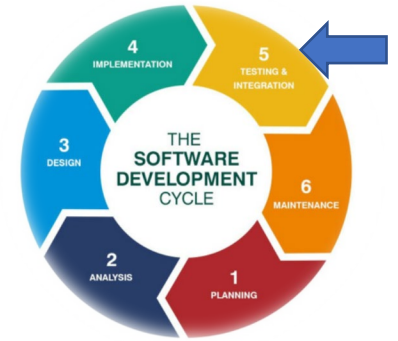 THE
SOFTWARE
DEVELOPMENT
CYCLE
1
PLANNING
2
ANALYSIS
3
DESIGN
4
IMPLEMENTATION
5
TESTING &
INTEGRATION
6
MAINTENANCE